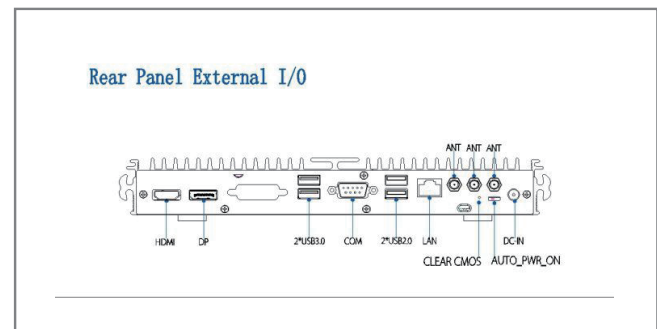 Rear Panel External I/O
ANT ANT ANT
HDMI DP 2*USB3.0 COM 2*USB2.0 LAN DC-IN
CLEAR CMOS AUTO_PWR_ON